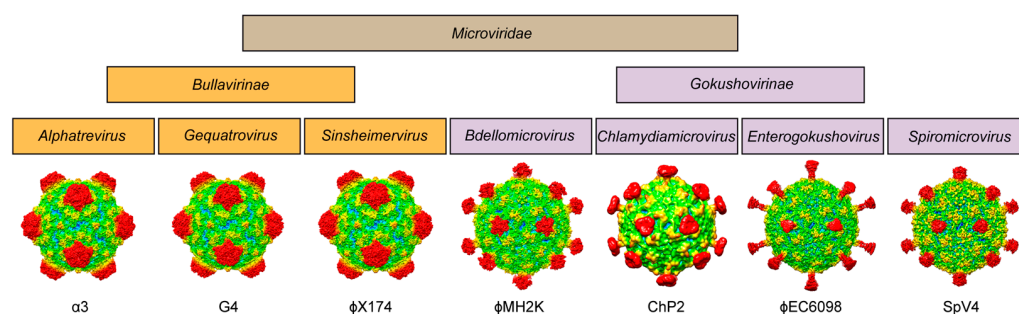 Microviridae
Bullavirinae
Gokushovirinae
Alphatrevirus
Gequatrovirus
Sinsheimervirus
Bdellomicrovirus
Chlamydiamicrovirus
Enterogokushovirus
Spiromicrovirus
α3
G4
ϕX174
ϕMH2K
ChP2
ϕEC6098
SpV4